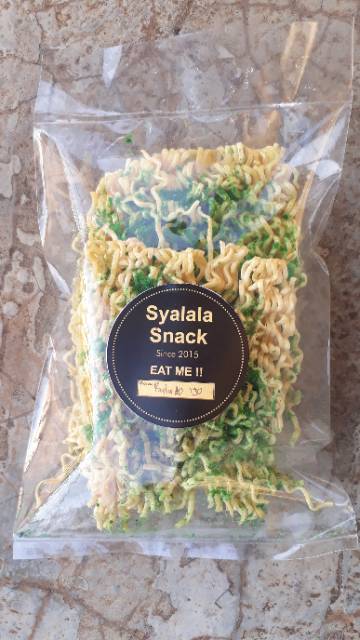 Syalala
Snack
Since 2015
EAT ME !!